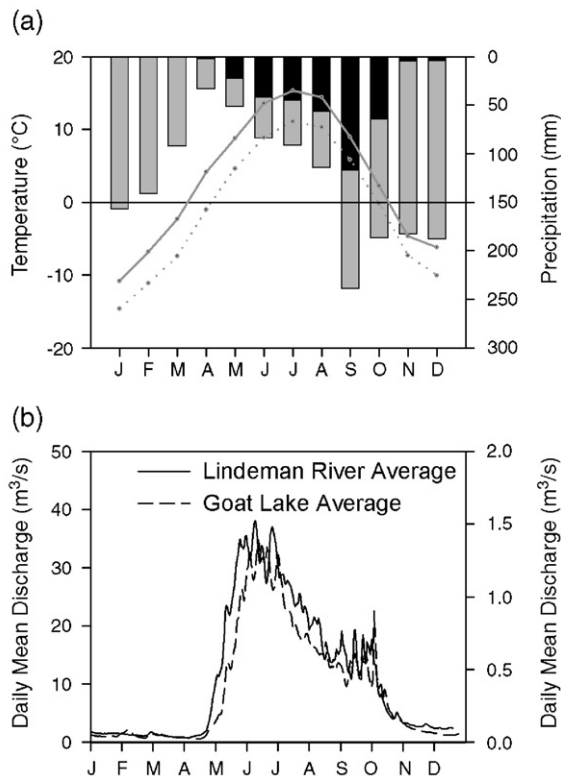 (a)
20
10
0
-10
-20
Temperature (°C)
0
50
100
150
200
250
300
Precipitation (mm)
J F M A M J J A S O N D
(b)
50
40
30
20
10
0
Daily Mean Discharge (m³/s)
Lindeman River Average
Goat Lake Average
2.0
1.5
1.0
0.5
0.0
Daily Mean Discharge (m³/s)
J F M A M J J A S O N D